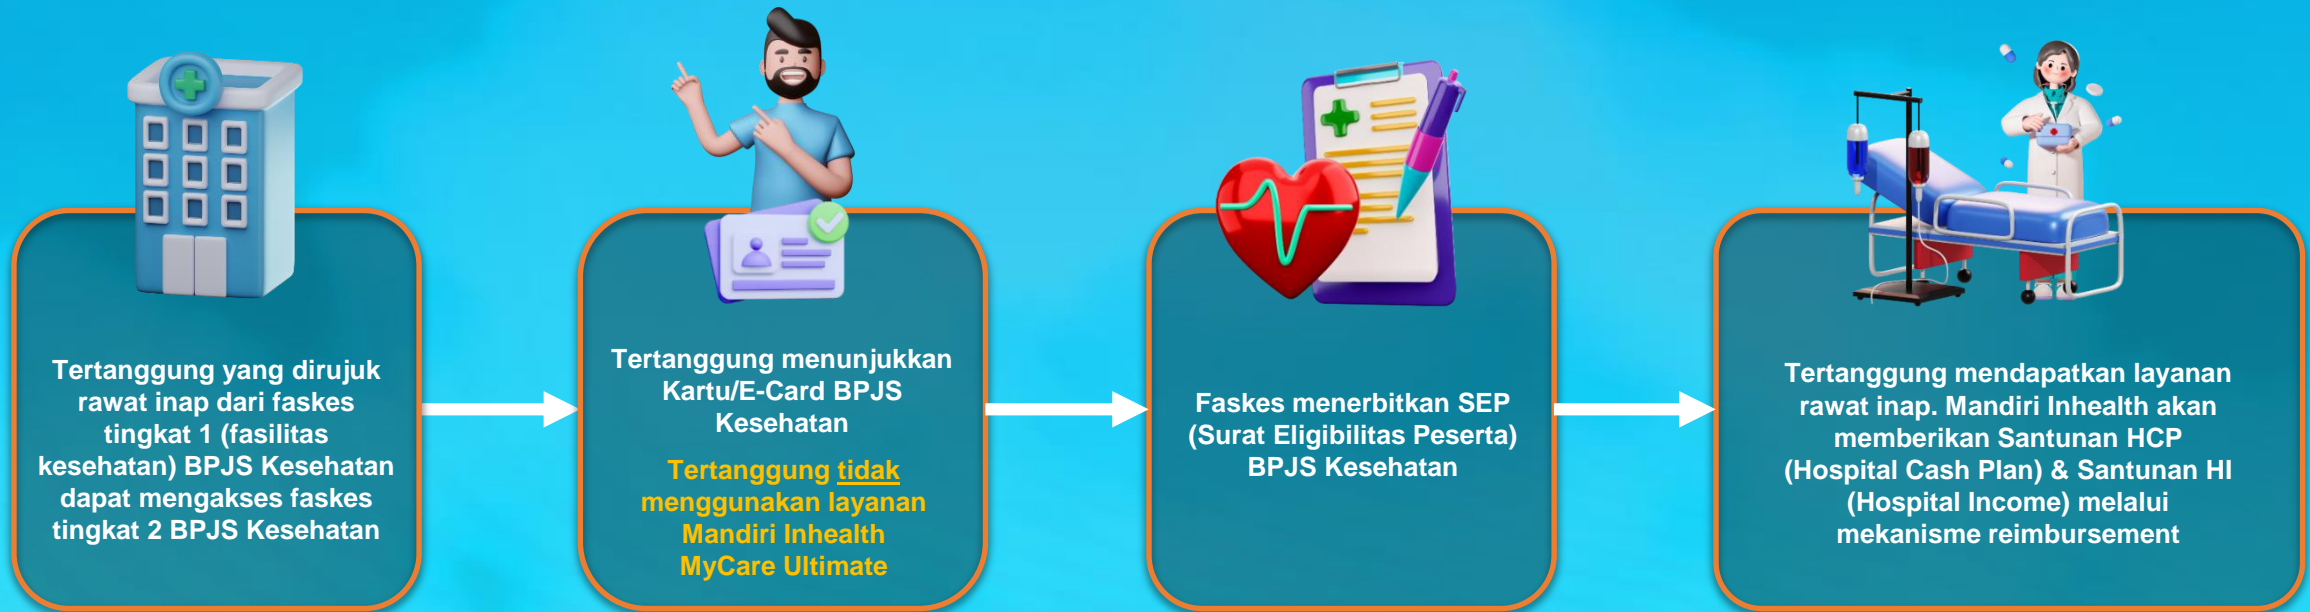 Tertanggung yang dirujuk
rawat inap dari faskes
tingkat 1 (fasilitas
kesehatan) BPJS Kesehatan
dapat mengakses faskes
tingkat 2 BPJS Kesehatan
Tertanggung menunjukkan
Kartu/E-Card BPJS
Kesehatan
Tertanggung tidak
menggunakan layanan
Mandiri Inhealth
MyCare Ultimate
Faskes menerbitkan SEP
(Surat Eligibilitas Peserta)
BPJS Kesehatan
Tertanggung mendapatkan layanan
rawat inap. Mandiri Inhealth akan
memberikan Santunan HCP
(Hospital Cash Plan) & Santunan HI
(Hospital Income) melalui
mekanisme reimbursement